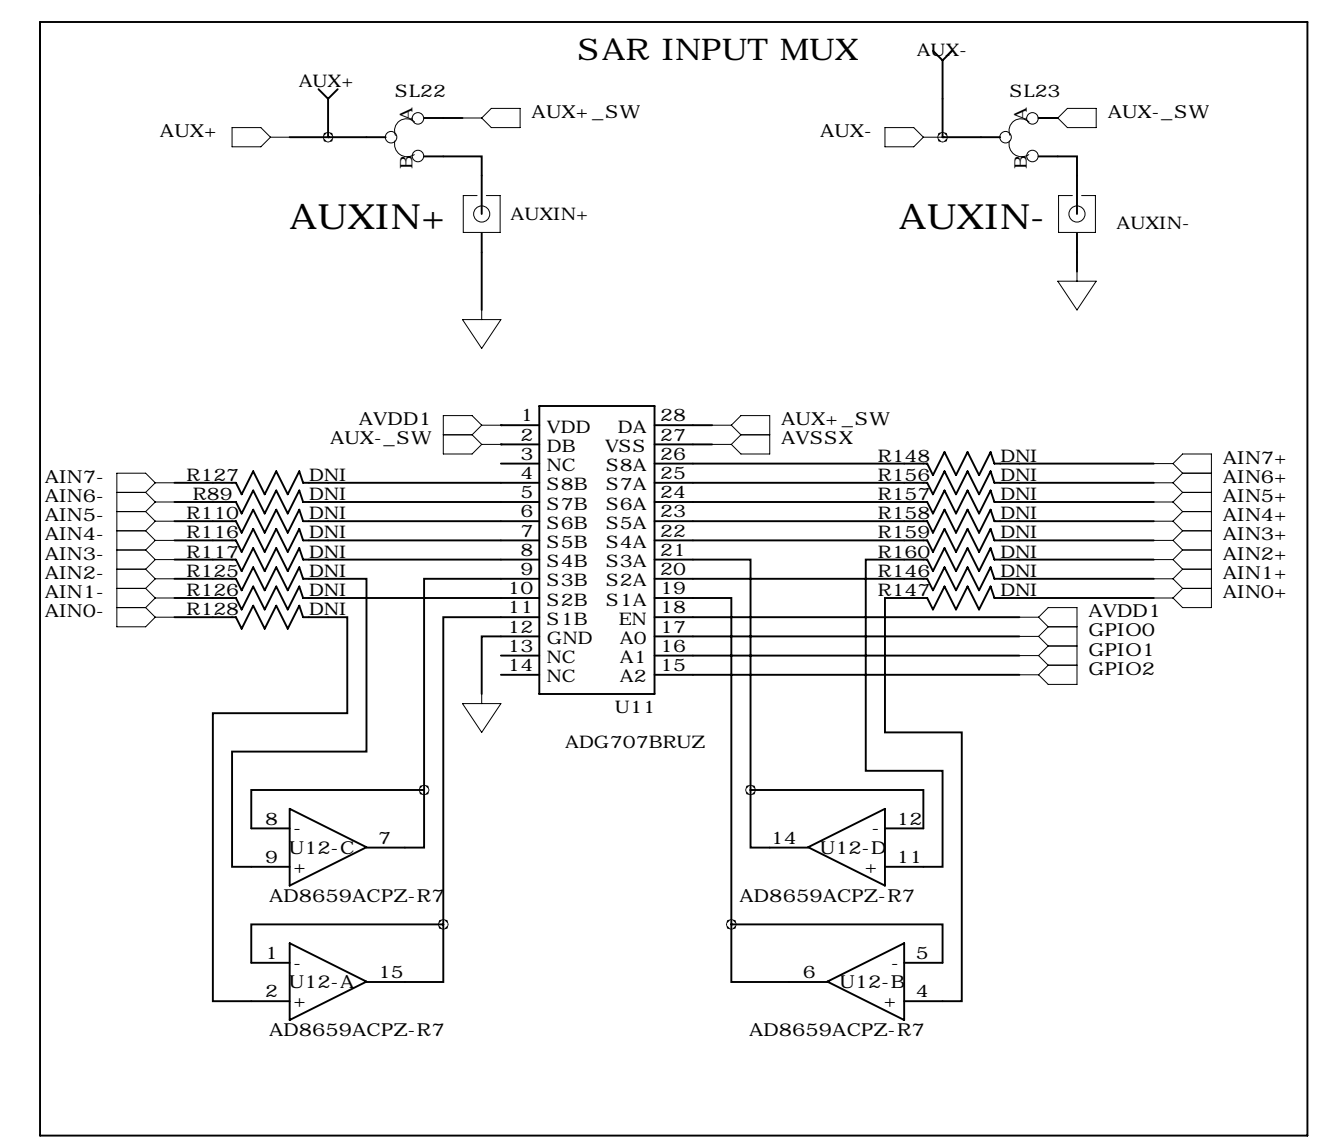 SAR INPUT MUX
AUX-
AUX+
SL22
SL23
A
AUX+_SW
A
AUX-_SW
AUX+
AUX-
B
B
AUXIN+
AUXIN+
AUXIN-
AUXIN-
AVDD1 1 VDD DA 28 AUX+_SW
AUX-_SW 2 DB VSS 27 AVSSX
3 NC S8A 26 R148 DNI AIN7+
AIN7- R127 DNI 4 S8B S7A 25 R156 DNI AIN6+
AIN6- R89 DNI 5 S7B S6A 24 R157 DNI AIN5+
AIN5- R110 DNI 6 S6B S5A 23 R158 DNI AIN4+
AIN4- R116 DNI 7 S5B S4A 22 R159 DNI AIN3+
AIN3- R117 DNI 8 S4B S3A 21 R160 DNI AIN2+
AIN2- R125 DNI 9 S3B S2A 20 R146 DNI AIN1+
AIN1- R126 DNI 10 S2B S1A 19 R147 DNI AIN0+
AIN0- R128 DNI 11 S1B EN 18 AVDD1
12 GND A0 17 GPIO0
13 NC A1 16 GPIO1
14 NC A2 15 GPIO2
U11
ADG707BRUZ
8 - 7
U12-C
9 +
AD8659ACPZ-R7
14 - 12
U12-D
+ 11
AD8659ACPZ-R7
1 - 15
U12-A
2 +
AD8659ACPZ-R7
6 - 5
U12-B
+ 4
AD8659ACPZ-R7